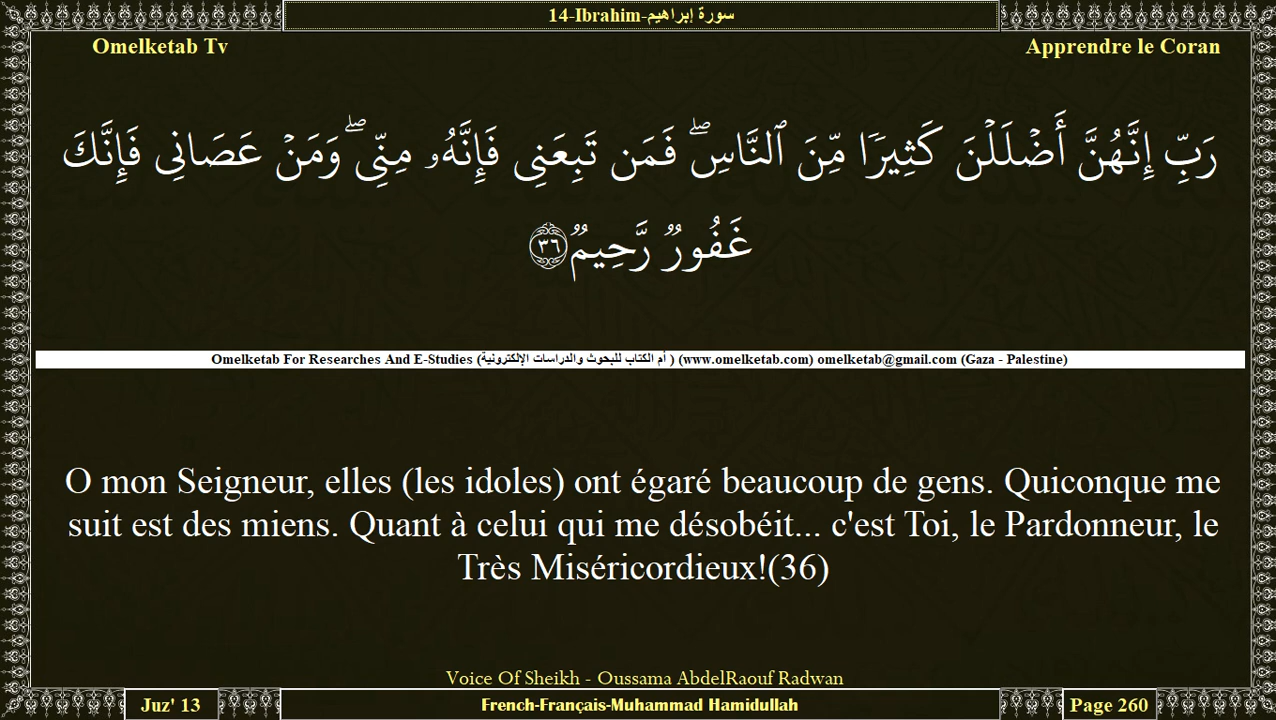 14-Ibrahim-سورة إبراهيم
Omelketab Tv
Apprendre le Coran
رَبِّ إِنَّهُنَّ أَضۡلَلۡنَ كَثِيرٗا مِّنَ ٱلنَّاسِۖ فَمَن تَبِعَنِي فَإِنَّهُۥ مِنِّيۖ وَمَنۡ عَصَانِي فَإِنَّكَ
غَفُورٞ رَّحِيمٞ ٣٦
Omelketab For Researches And E-Studies (أم الكتاب للبحوث والدراسات الإلكترونية ) (www.omelketab.com) omelketab@gmail.com (Gaza - Palestine)
O mon Seigneur, elles (les idoles) ont égaré beaucoup de gens. Quiconque me
suit est des miens. Quant à celui qui me désobéit... c'est Toi, le Pardonneur, le
Très Miséricordieux!(36)
Voice Of Sheikh - Oussama AbdelRaouf Radwan
Juz' 13
French-Français-Muhammad Hamidullah
Page 260